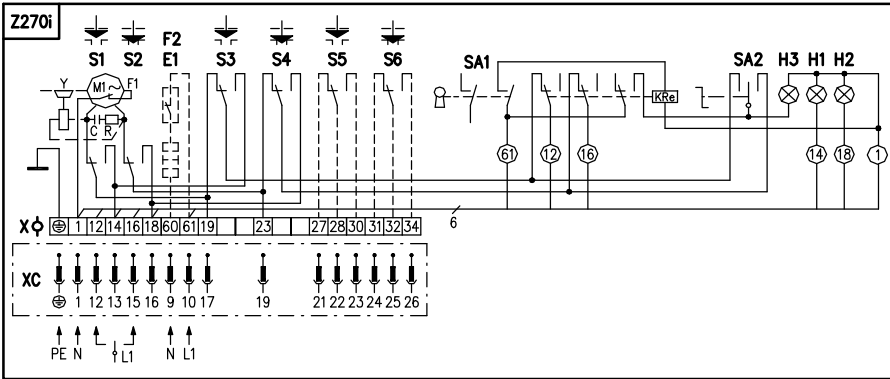 Z270i
F2
S1 S2 E1 S3 S4 S5 S6 SA1 SA2 H3 H1 H2
Y M1 ~ F1
KRe
C R
61 12 16 14 18 1
6
X 1 12 14 16 18 60 61 19 23 27 28 30 31 32 34
XC
1 12 13 15 16 9 10 17 19 21 22 23 24 25 26
PE N L1 N L1